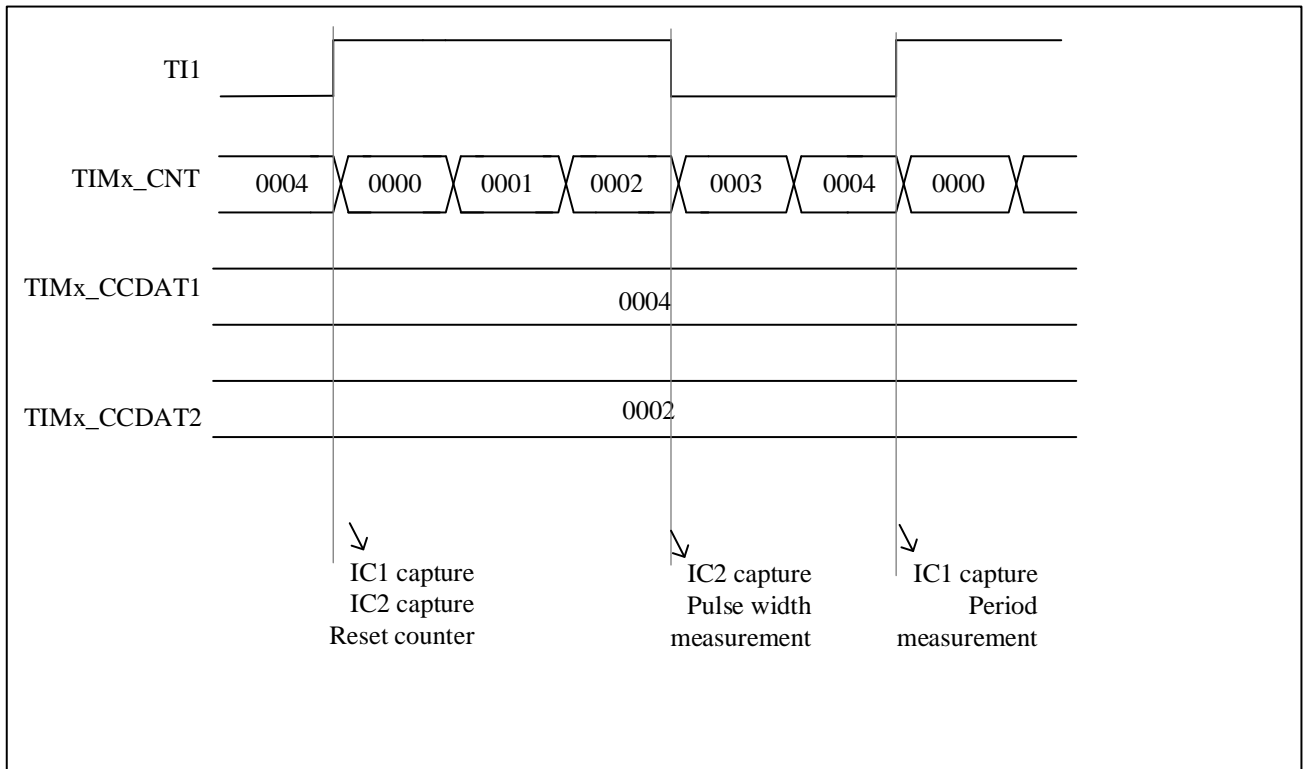 TI1
TIMx_CNT
0004
0000
0001
0002
0003
0004
0000
TIMx_CCDAT1
0004
TIMx_CCDAT2
0002
IC1 capture
IC2 capture
Reset counter
IC2 capture
Pulse width
measurement
IC1 capture
Period
measurement